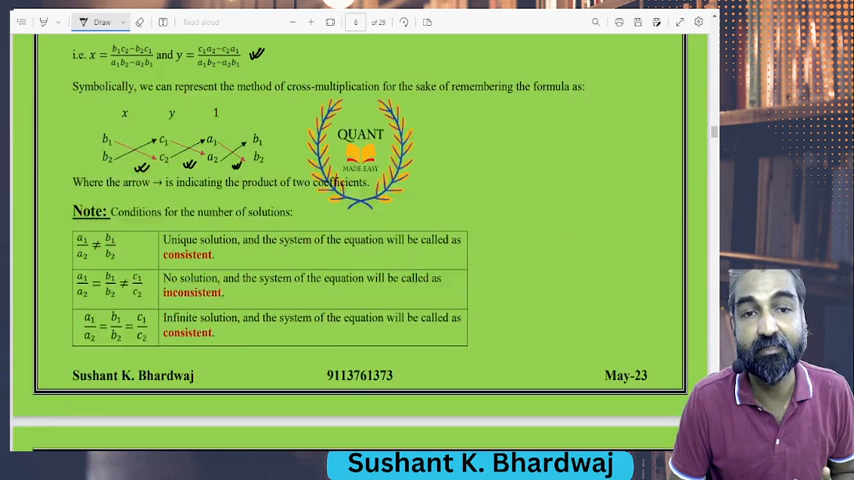 Draw
Read aloud
8 of 29
i.e. x = b₁c₂−b₂c₁ / a₁b₂−a₂b₁ and y = c₁a₂−c₂a₁ / a₁b₂−a₂b₁
Symbolically, we can represent the method of cross-multiplication for the sake of remembering the formula as:
x y 1
b₁ c₁ a₁ b₁
b₂ c₂ a₂ b₂
QUANT
MADE EASY
Where the arrow → is indicating the product of two coefficients.
Note: Conditions for the number of solutions:
a₁/a₂ ≠ b₁/b₂ Unique solution, and the system of the equation will be called as
consistent.
a₁/a₂ = b₁/b₂ ≠ c₁/c₂ No solution, and the system of the equation will be called as
inconsistent.
a₁/a₂ = b₁/b₂ = c₁/c₂ Infinite solution, and the system of the equation will be called as
consistent.
Sushant K. Bhardwaj 9113761373 May-23
Sushant K. Bhardwaj